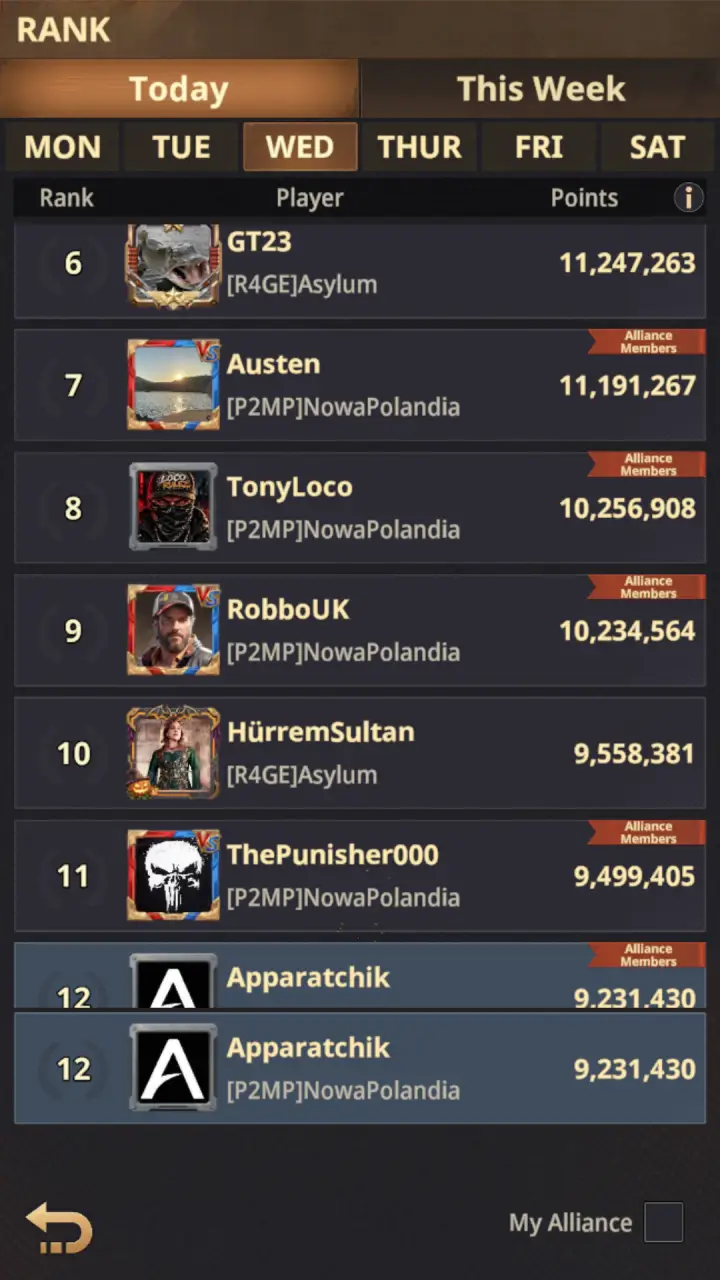 RANK
Today This Week
MON TUE WED THUR FRI SAT
Rank Player Points i
6 GT23 11,247,263
[R4GE]Asylum
Alliance Members
VS
7 Austen 11,191,267
[P2MP]NowaPolandia
Alliance Members
LOCO
8 TonyLoco 10,256,908
[P2MP]NowaPolandia
Alliance Members
VS
9 RobboUK 10,234,564
[P2MP]NowaPolandia
10 HürremSultan 9,558,381
[R4GE]Asylum
Alliance Members
VS
11 ThePunisher000 9,499,405
[P2MP]NowaPolandia
Alliance Members
12 Apparatchik 9,231,430
12 Apparatchik 9,231,430
[P2MP]NowaPolandia
My Alliance